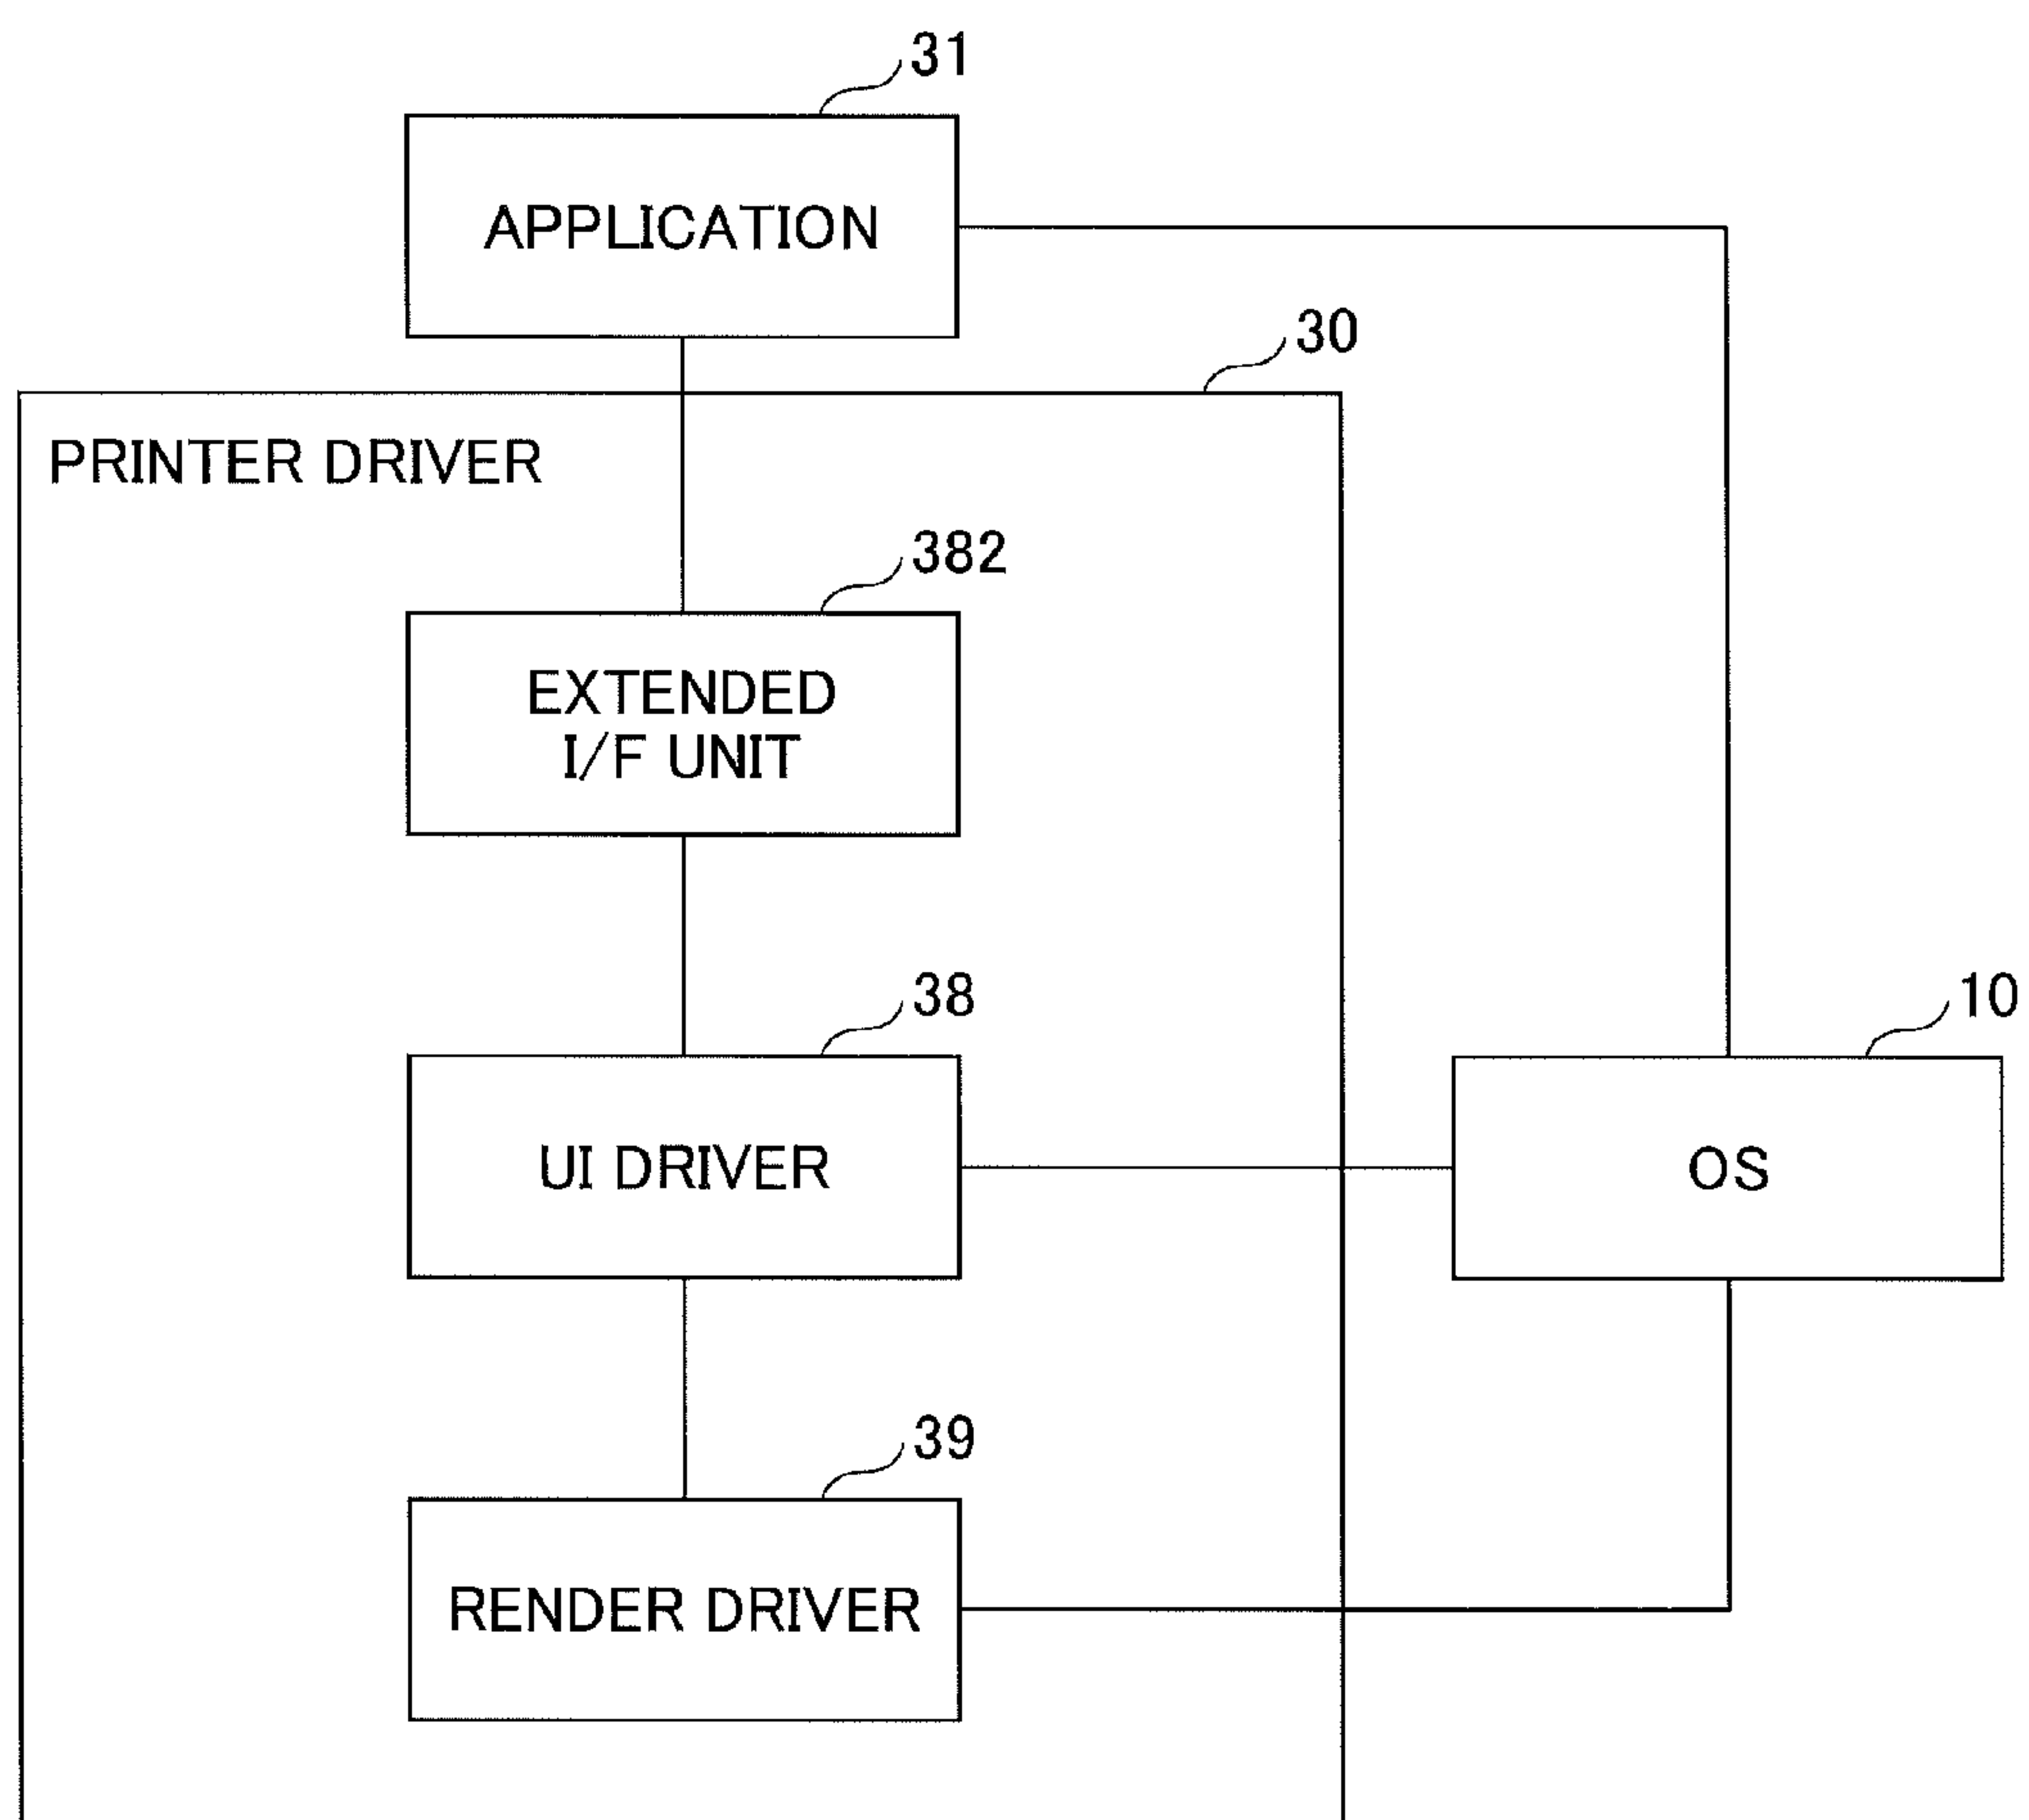 31
APPLICATION
30
PRINTER DRIVER
382
EXTENDED
I/F UNIT
38
10
UI DRIVER
OS
39
RENDER DRIVER